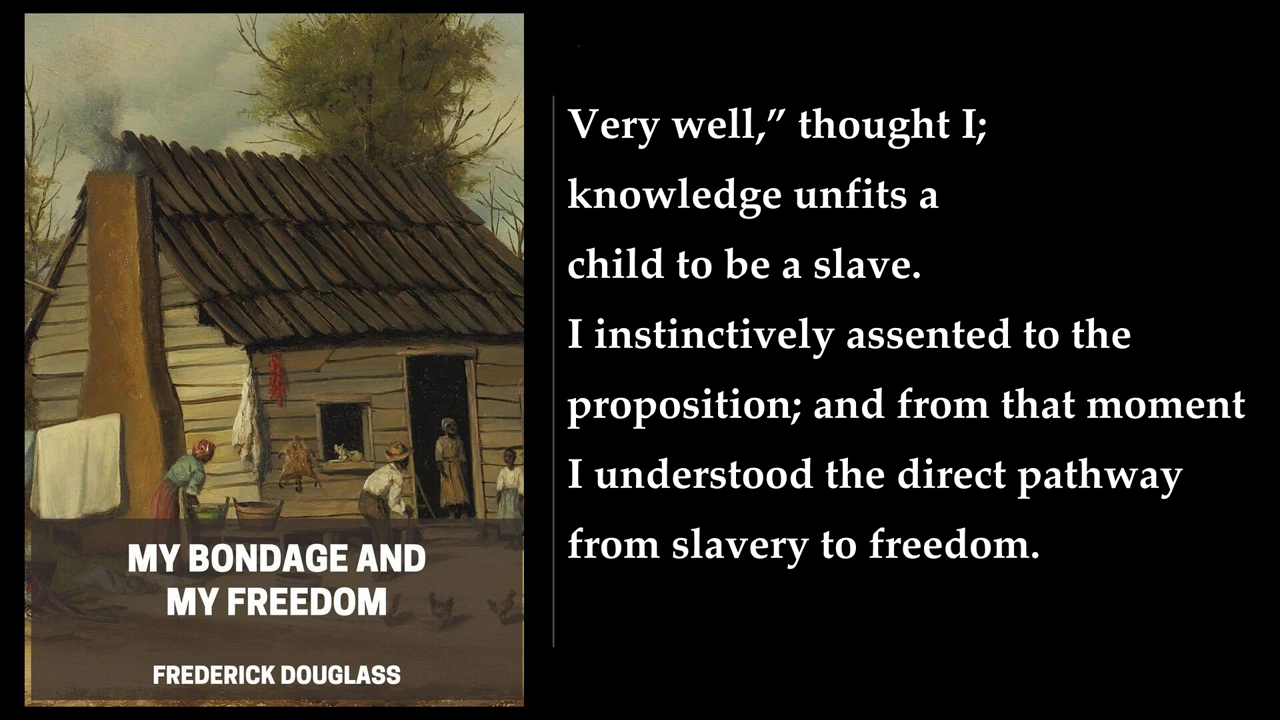 MY BONDAGE AND
MY FREEDOM
FREDERICK DOUGLASS
Very well,” thought I;
knowledge unfits a
child to be a slave.
I instinctively assented to the
proposition; and from that moment
I understood the direct pathway
from slavery to freedom.